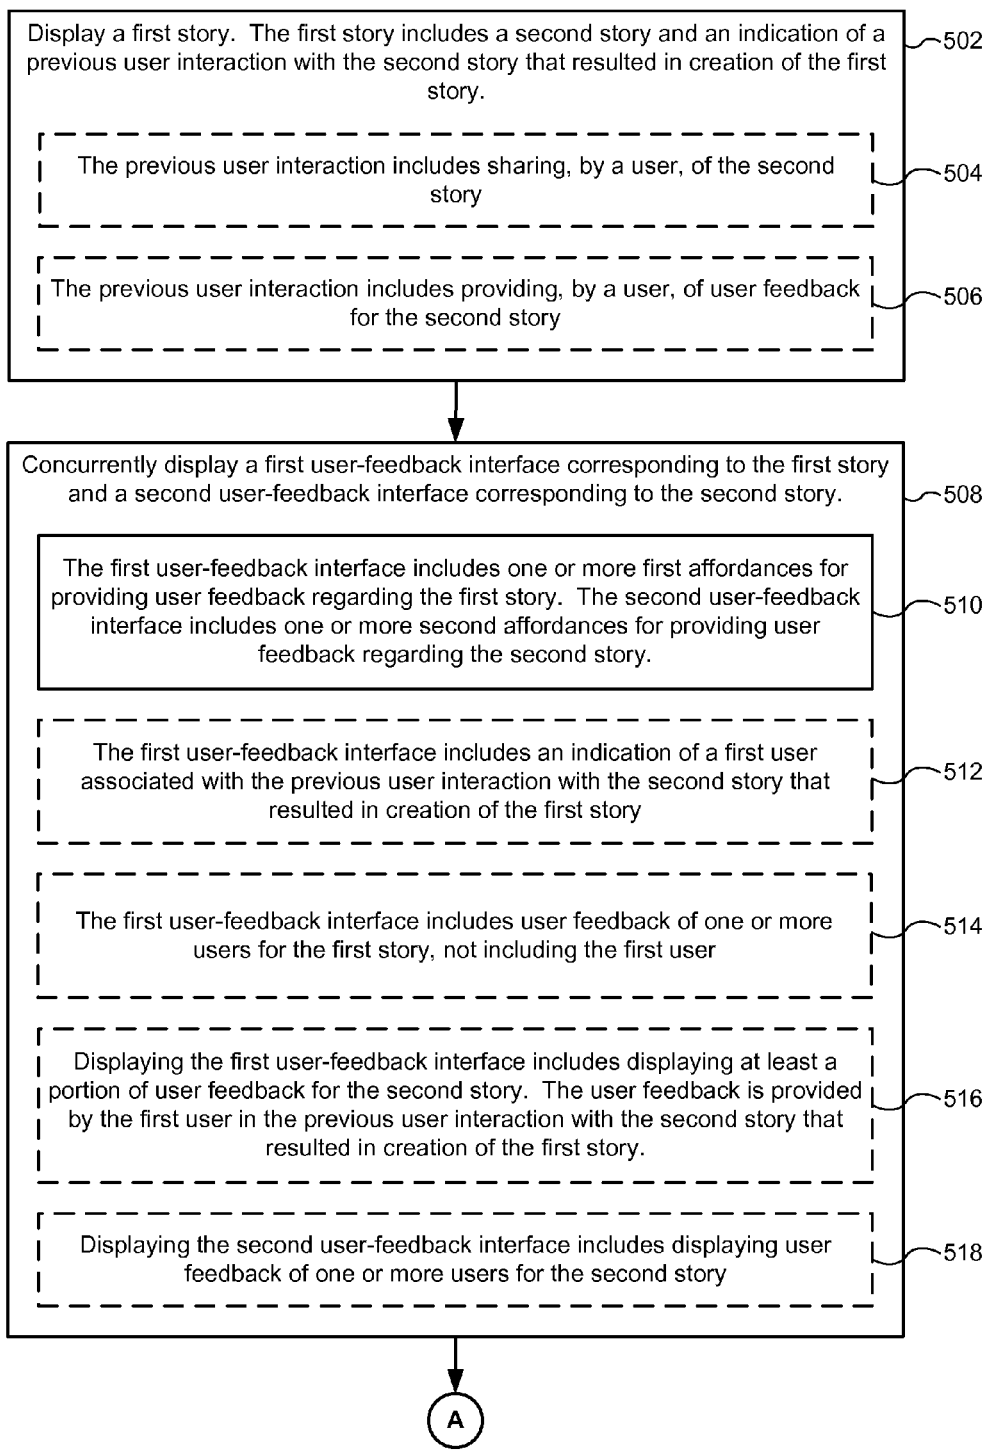 Display a first story. The first story includes a second story and an indication of a
previous user interaction with the second story that resulted in creation of the first
story.
502
The previous user interaction includes sharing, by a user, of the second
story
504
The previous user interaction includes providing, by a user, of user feedback
for the second story
506
Concurrently display a first user-feedback interface corresponding to the first story
and a second user-feedback interface corresponding to the second story.
508
The first user-feedback interface includes one or more first affordances for
providing user feedback regarding the first story. The second user-feedback
interface includes one or more second affordances for providing user
feedback regarding the second story.
510
The first user-feedback interface includes an indication of a first user
associated with the previous user interaction with the second story that
resulted in creation of the first story
512
The first user-feedback interface includes user feedback of one or more
users for the first story, not including the first user
514
Displaying the first user-feedback interface includes displaying at least a
portion of user feedback for the second story. The user feedback is provided
by the first user in the previous user interaction with the second story that
resulted in creation of the first story.
516
Displaying the second user-feedback interface includes displaying user
feedback of one or more users for the second story
518
A